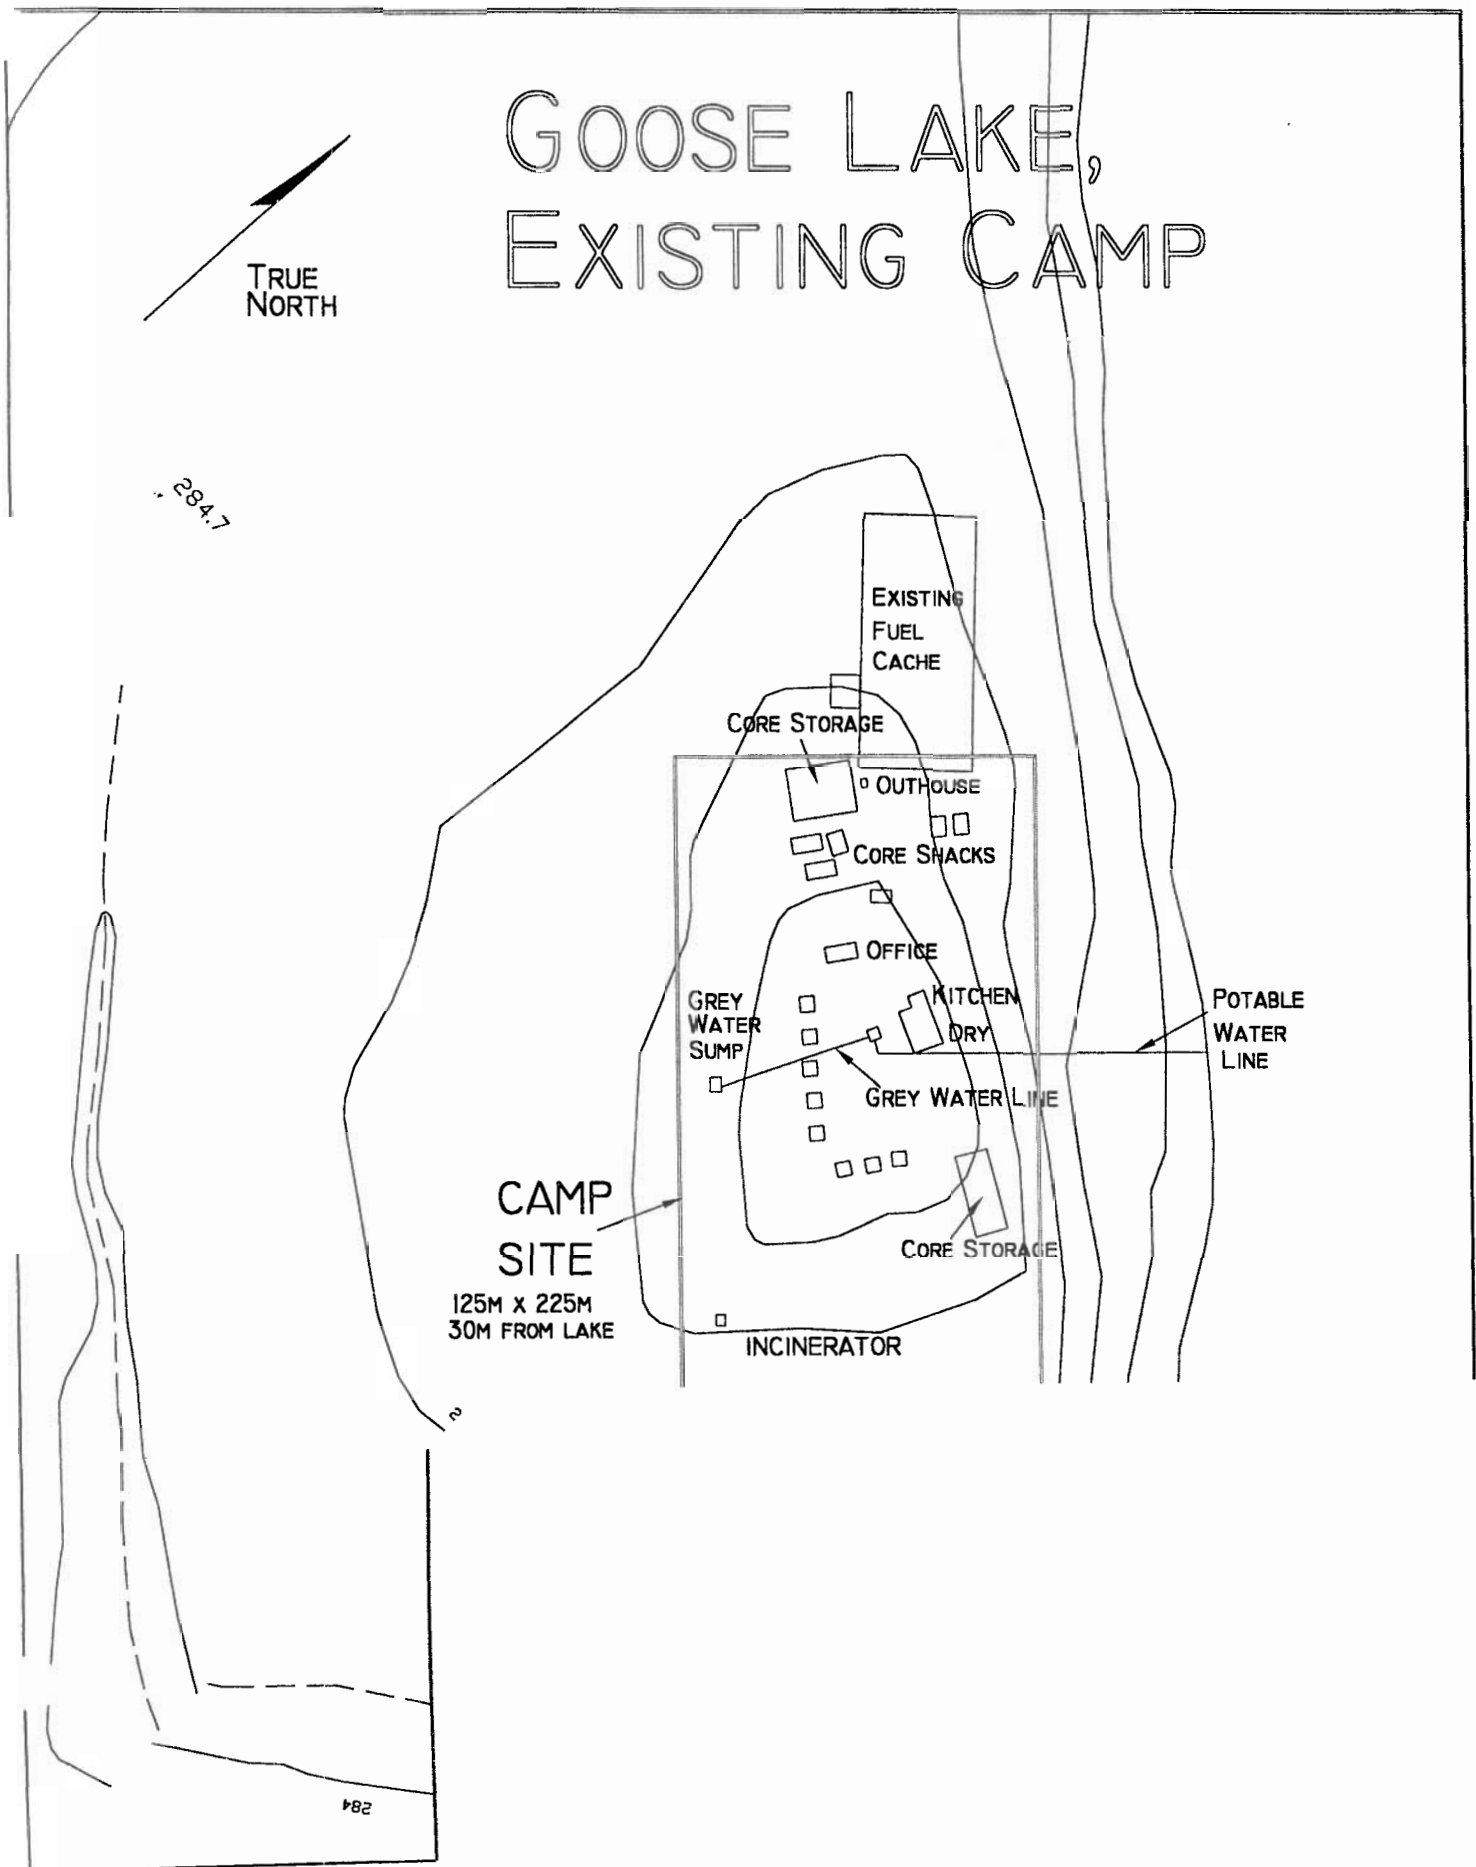 GOOSE LAKE,
EXISTING CAMP
TRUE
NORTH
284.7
EXISTING
FUEL
CACHE
CORE STORAGE
OUTHOUSE
CORE SHACKS
OFFICE
GREY
WATER
SUMP
KITCHEN
DRY
POTABLE
WATER
LINE
GREY WATER LINE
CAMP
SITE
125M X 225M
30M FROM LAKE
CORE STORAGE
INCINERATOR
2
284